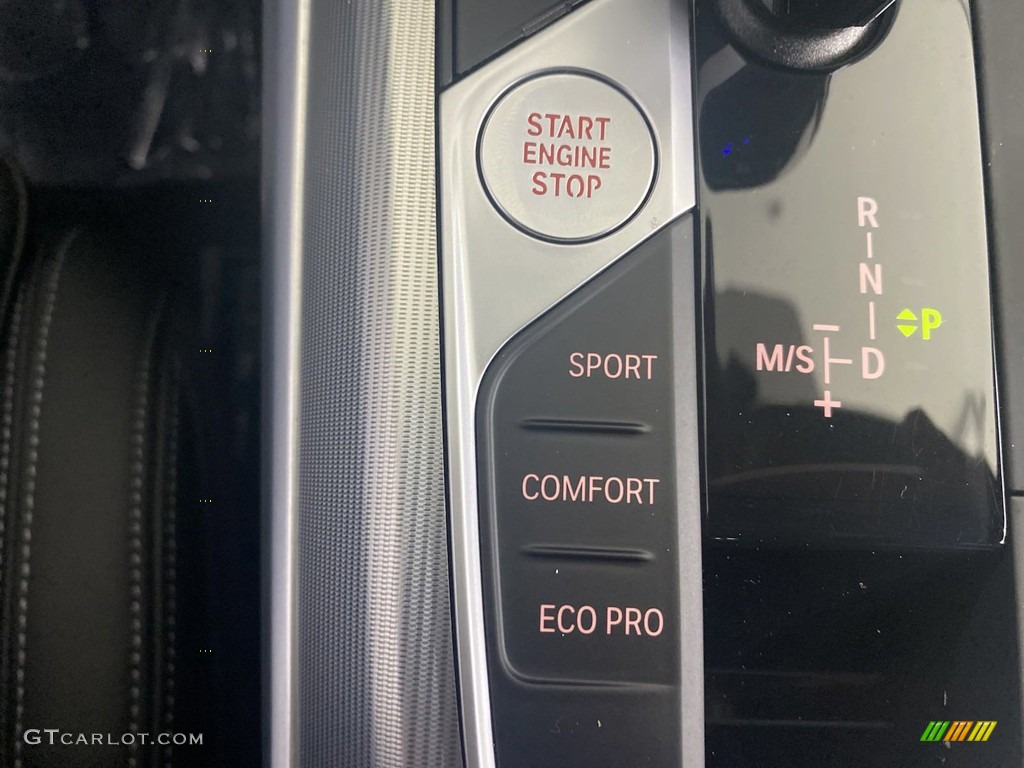 START
ENGINE
STOP
R
N
P
SPORT
M/S
D
−
+
COMFORT
ECO PRO
GTCARLOT.COM